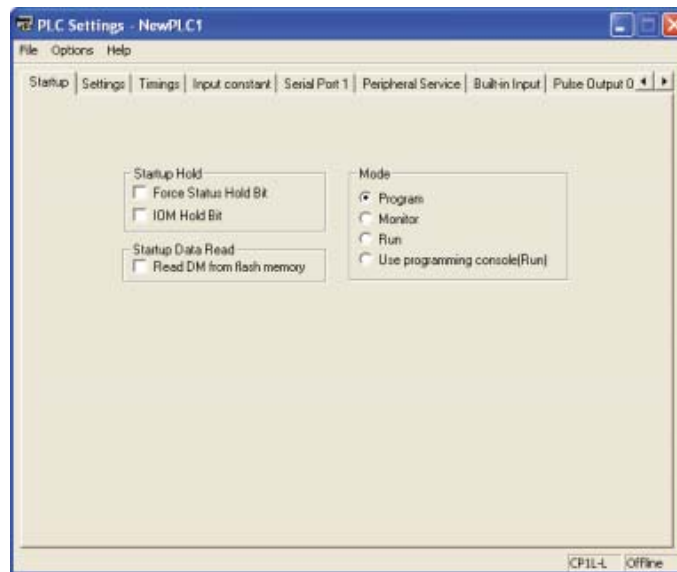 PLC Settings - NewPLC1
File Options Help
Startup Settings Timings Input constant Serial Port 1 Peripheral Service Built-in Input Pulse Output 0
Startup Hold
Force Status Hold Bit
IOM Hold Bit
Startup Data Read
Read DM from flash memory
Mode
Program
Monitor
Run
Use programming console(Run)
CP1L-L Offline